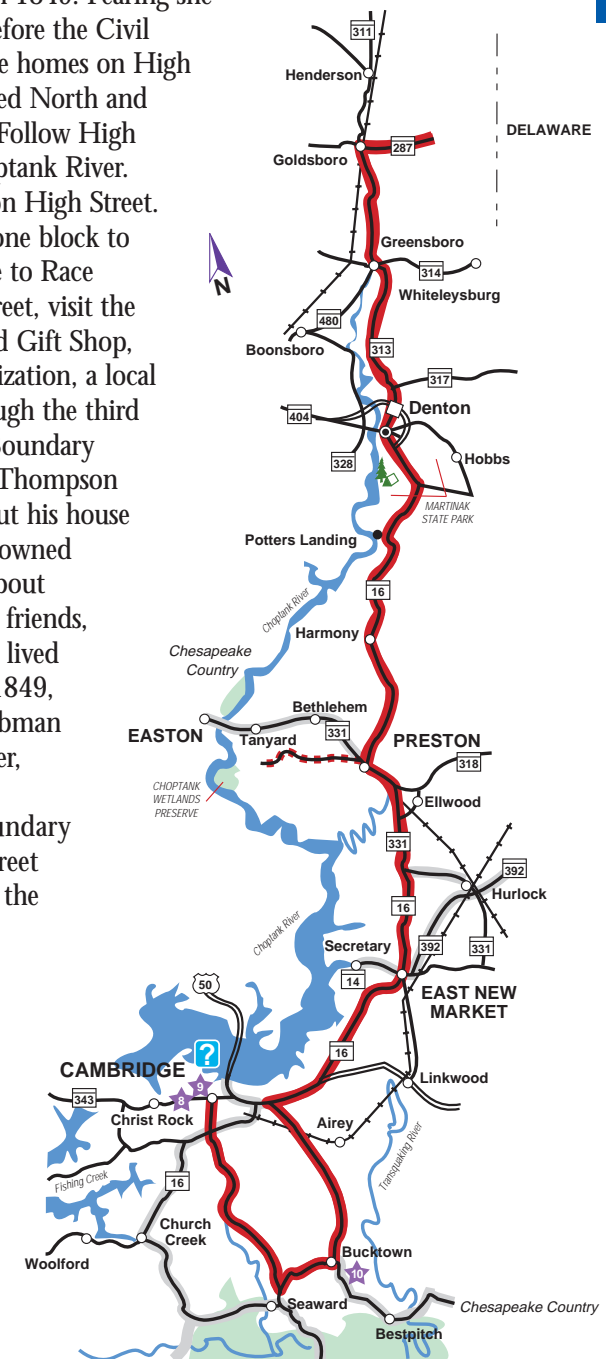 efore the Civil
e homes on High
ed North and
Follow High
ptank River.
on High Street.
one block to
e to Race
reet, visit the
d Gift Shop,
ization, a local
ugh the third
oundary
Thompson
ut his house
owned
bout
friends,
lived
1849,
bman
er,
undary
reet
the
311
Henderson
DELAWARE
Goldsboro
287
Greensboro
314
Whiteleysburg
N
480
Boonsboro
313
317
404
Denton
328
Hobbs
MARTINAK
STATE PARK
Potters Landing
16
Choptank River
Harmony
Chesapeake
Country
Bethlehem
EASTON
Tanyard
331
PRESTON
318
CHOPTANK
WETLANDS
PRESERVE
Ellwood
331
392
Hurlock
16
Choptank River
Secretary
392
331
14
EAST NEW
MARKET
50
?
16
CAMBRIDGE
9
8
343
Christ Rock
Linkwood
Airey
Transquaking River
Fishing Creek
16
Church
Creek
Woolford
Bucktown
10
Seaward
Chesapeake Country
Bestpitch